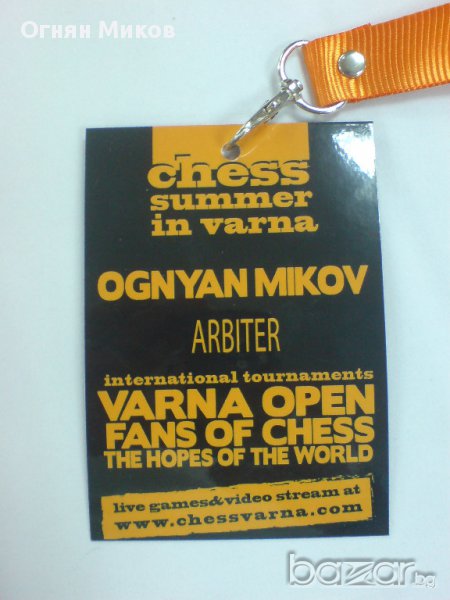 Огнян Миков
chess
summer
in varna
OGNYAN MIKOV
ARBITER
international tournaments
VARNA OPEN
FANS OF CHESS
THE HOPES OF THE WORLD
live games&video stream at
www.chessvarna.com
bazar.bg